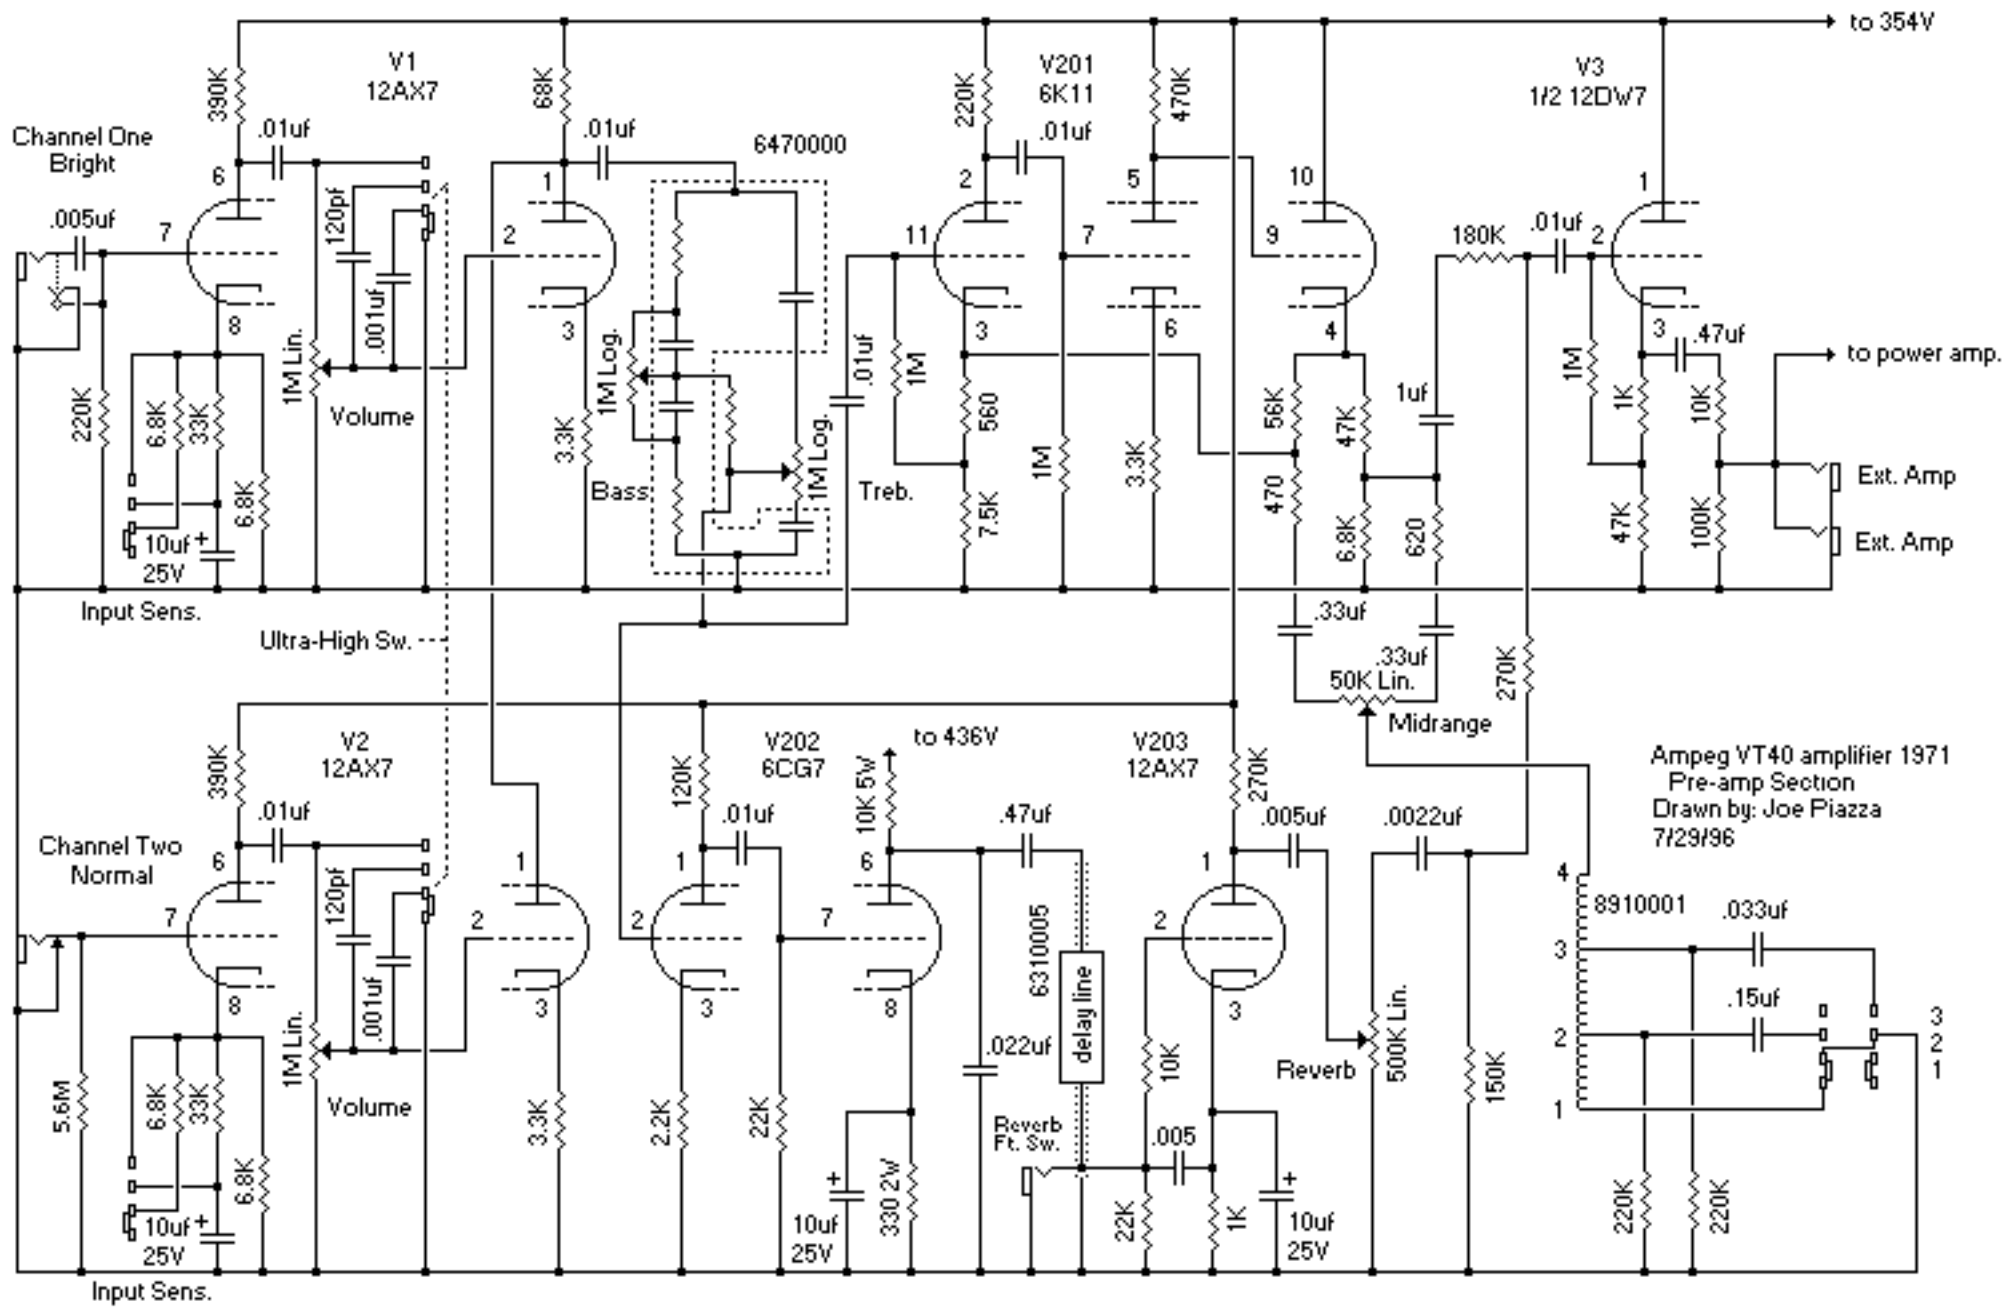 to 354V
V1
12AX7
390K
68K
V201
6K11
220K
470K
V3
1/2 12DW7
Channel One
Bright
.01uf
.01uf
6470000
.01uf
6
1
2
5
10
1
.005uf
7
120pf
2
11
7
9
180K
.01uf
2
.001uf
8
3
3
6
4
3
.47uf
to power amp.
1M Lin.
Volume
1M Log.
.01uf
1M
560
56K
47K
1uf
1M
1K
10K
220K
6.8K
33K
6.8K
3.3K
Bass
1M Log.
Treb.
7.5K
1M
3.3K
470
6.8K
620
47K
100K
Ext. Amp
Ext. Amp
10uf +
25V
Input Sens.
Ultra-High Sw.
.33uf
.33uf
50K Lin.
Midrange
270K
V2
12AX7
390K
V202
6CG7
120K
to 436V
10K 5W
V203
12AX7
270K
Ampeg VT40 amplifier 1971
Pre-amp Section
Drawn by: Joe Piazza
7/29/96
Channel Two
Normal
.01uf
.01uf
.47uf
.005uf
.0022uf
6
1
1
6
1
4
8910001
.033uf
7
120pf
2
2
7
2
6310005
delay line
3
.001uf
8
3
3
8
3
.15uf
2
3
2
1
1M Lin.
Volume
.022uf
10K
Reverb
500K Lin.
150K
1
5.6M
6.8K
33K
6.8K
3.3K
2.2K
22K
Reverb
Ft. Sw.
.005
10uf +
25V
+
10uf
25V
330 2W
22K
1K
+
10uf
25V
220K
220K
Input Sens.